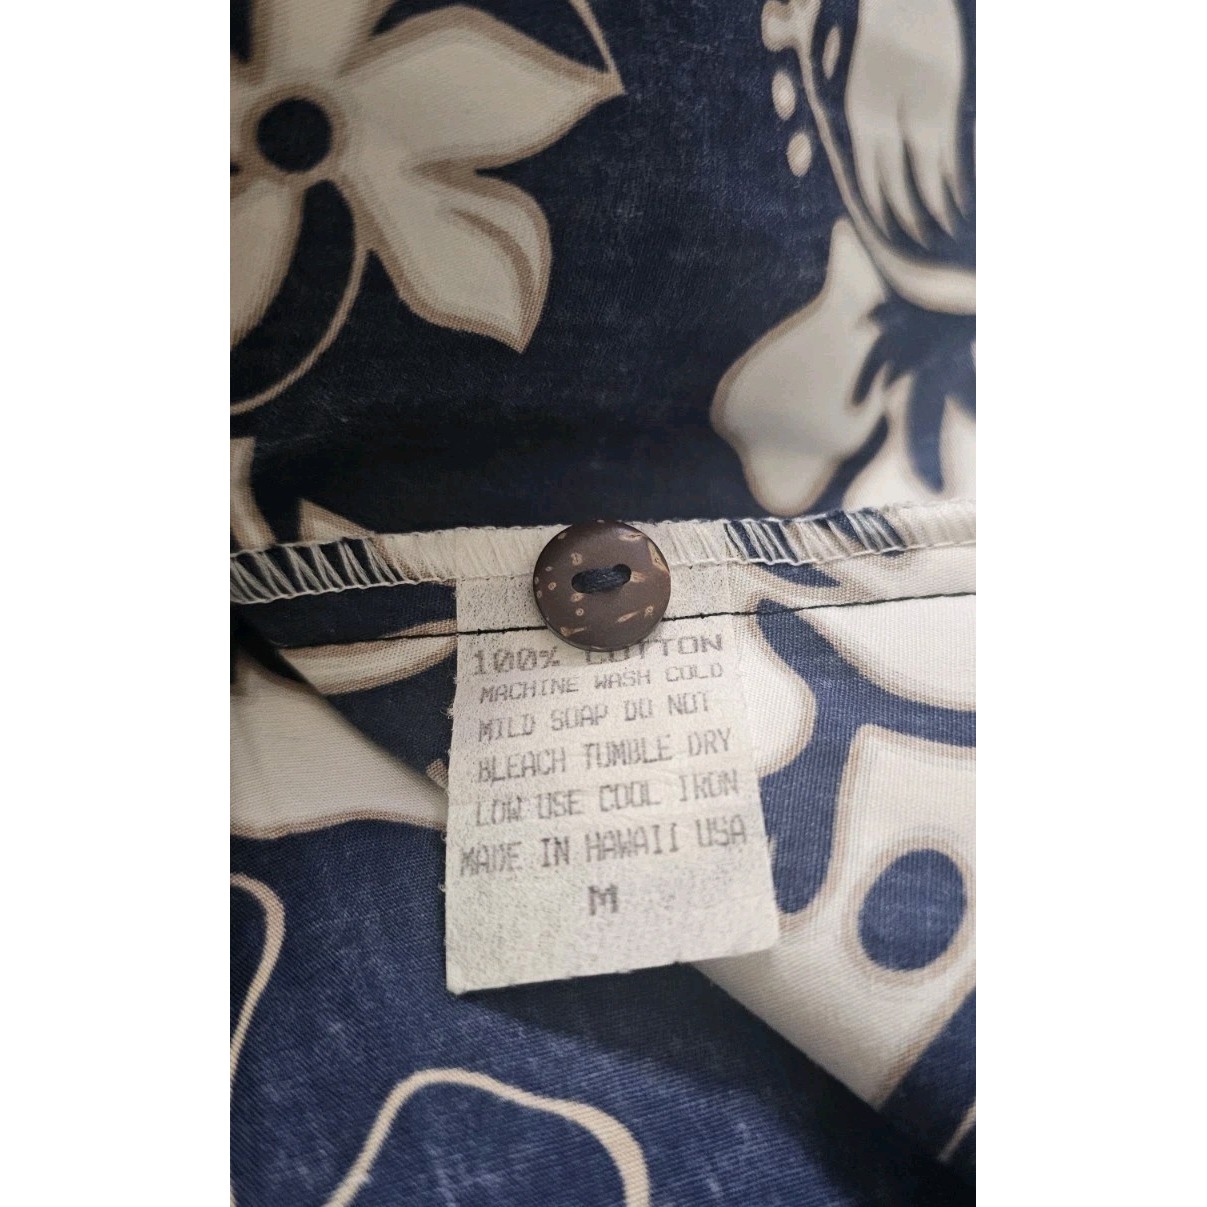 100% COTTON
MACHINE WASH COLD
MILD SOAP DO NOT
BLEACH TUMBLE DRY
LOW USE COOL IRON
MADE IN HAWAII USA
M